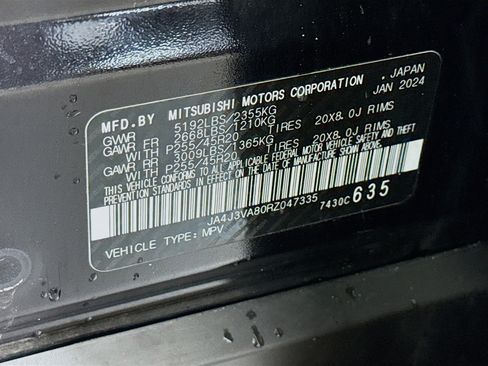 MFD.BY MITSUBISHI MOTORS CORPORATION JAPAN
GVWR 5192LBS/2355KG JAN 2024
GAWR FR 2668LBS/1210KG
WITH P255/45R20 TIRES 20X8.0J RIMS
GAWR RR 3009LBS/1365KG
WITH P255/45R20 TIRES 20X8.0J RIMS
THIS VEHICLE CONFORMS TO ALL APPLICABLE FEDERAL MOTOR VEHICLE SAFETY AND THEFT
PREVENTION STANDARDS IN EFFECT ON THE DATE OF MANUFACTURE SHOWN ABOVE.
JA4J3VA80RZ047335
7430C 635
VEHICLE TYPE:MPV